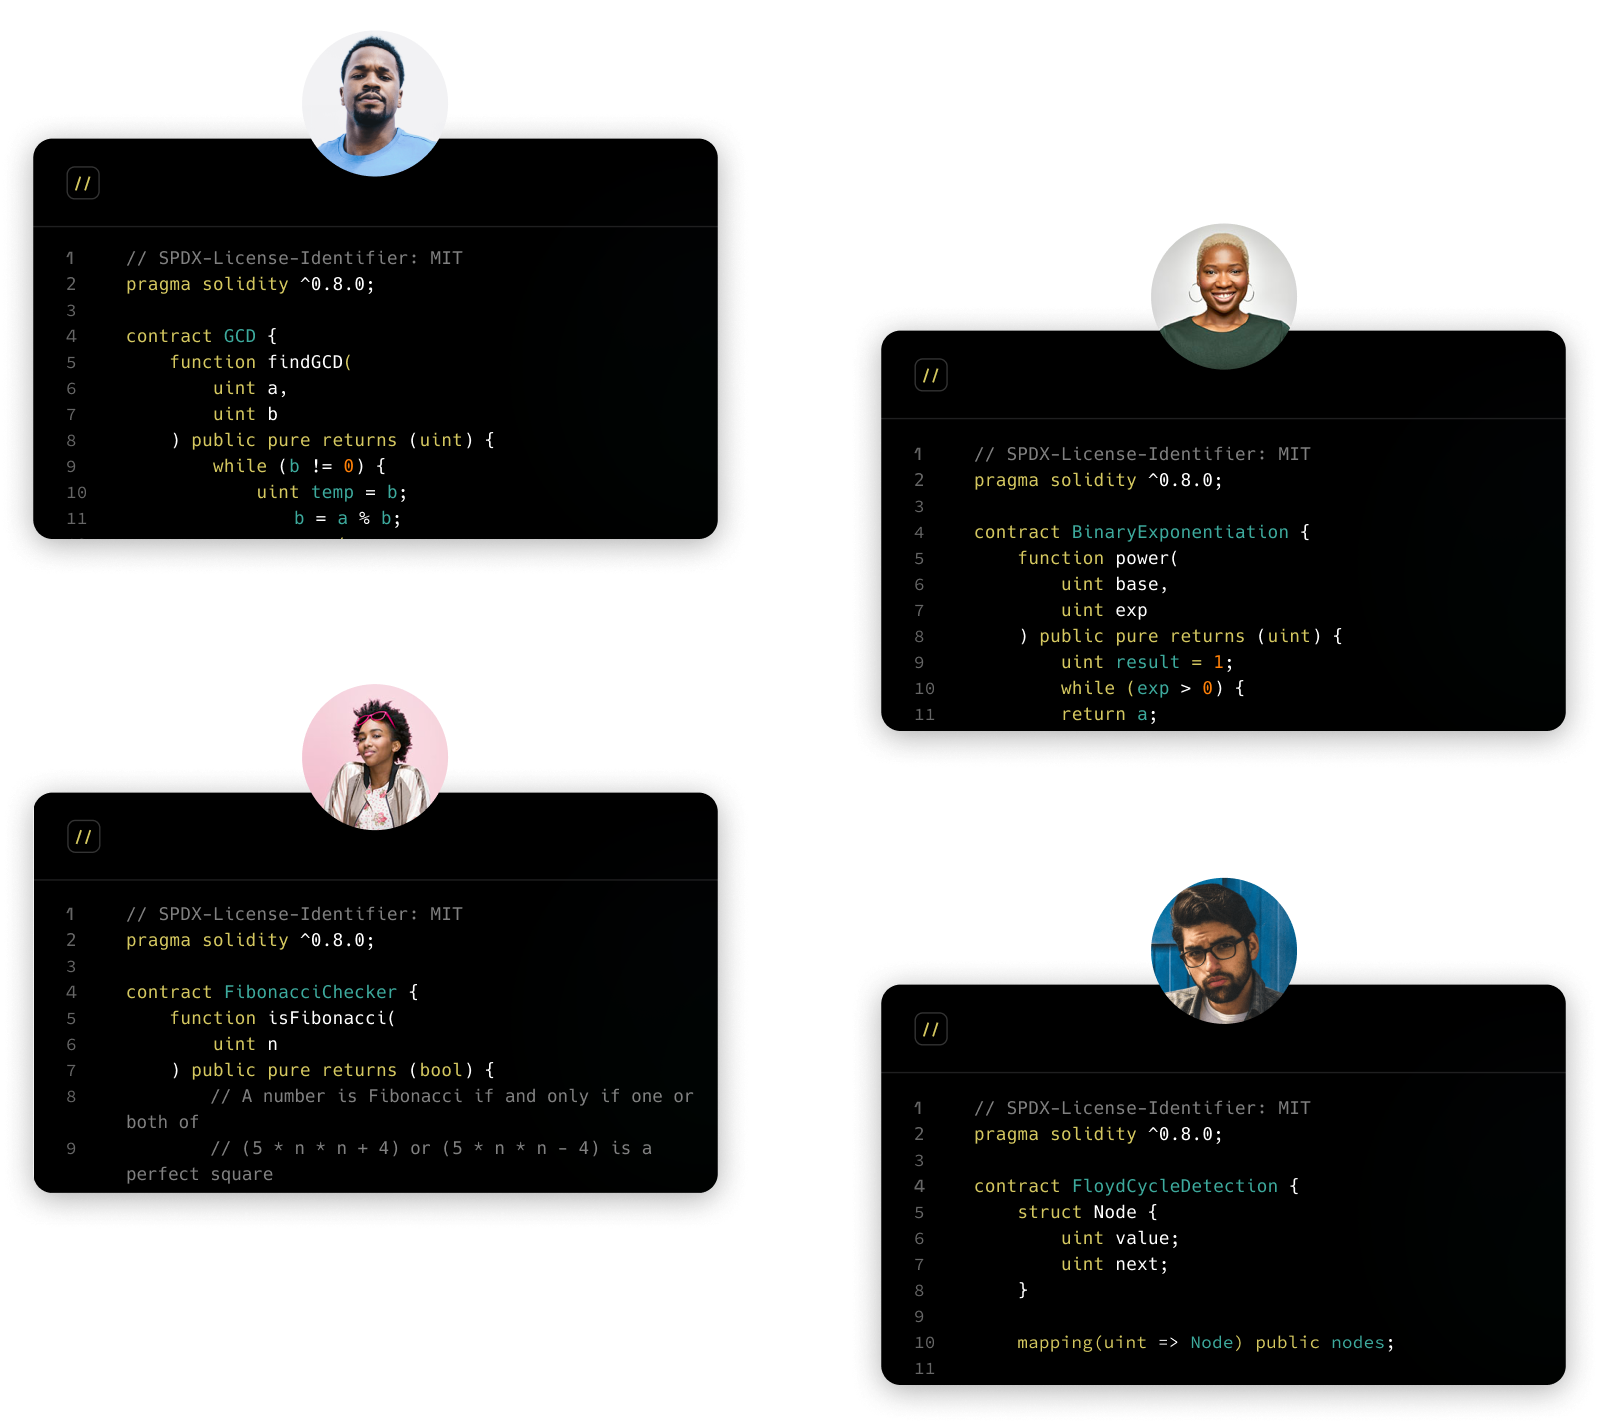 //
1 // SPDX-License-Identifier: MIT
2 pragma solidity ^0.8.0;
3
4 contract GCD {
5 function findGCD(
6 uint a,
7 uint b
8 ) public pure returns (uint) {
9 while (b != 0) {
10 uint temp = b;
11 b = a % b;
//
1 // SPDX-License-Identifier: MIT
2 pragma solidity ^0.8.0;
3
4 contract BinaryExponentiation {
5 function power(
6 uint base,
7 uint exp
8 ) public pure returns (uint) {
9 uint result = 1;
10 while (exp > 0) {
11 return a;
//
1 // SPDX-License-Identifier: MIT
2 pragma solidity ^0.8.0;
3
4 contract FibonacciChecker {
5 function isFibonacci(
6 uint n
7 ) public pure returns (bool) {
8 // A number is Fibonacci if and only if one or
both of
9 // (5 * n * n + 4) or (5 * n * n - 4) is a
perfect square
//
1 // SPDX-License-Identifier: MIT
2 pragma solidity ^0.8.0;
3
4 contract FloydCycleDetection {
5 struct Node {
6 uint value;
7 uint next;
8 }
9
10 mapping(uint => Node) public nodes;
11